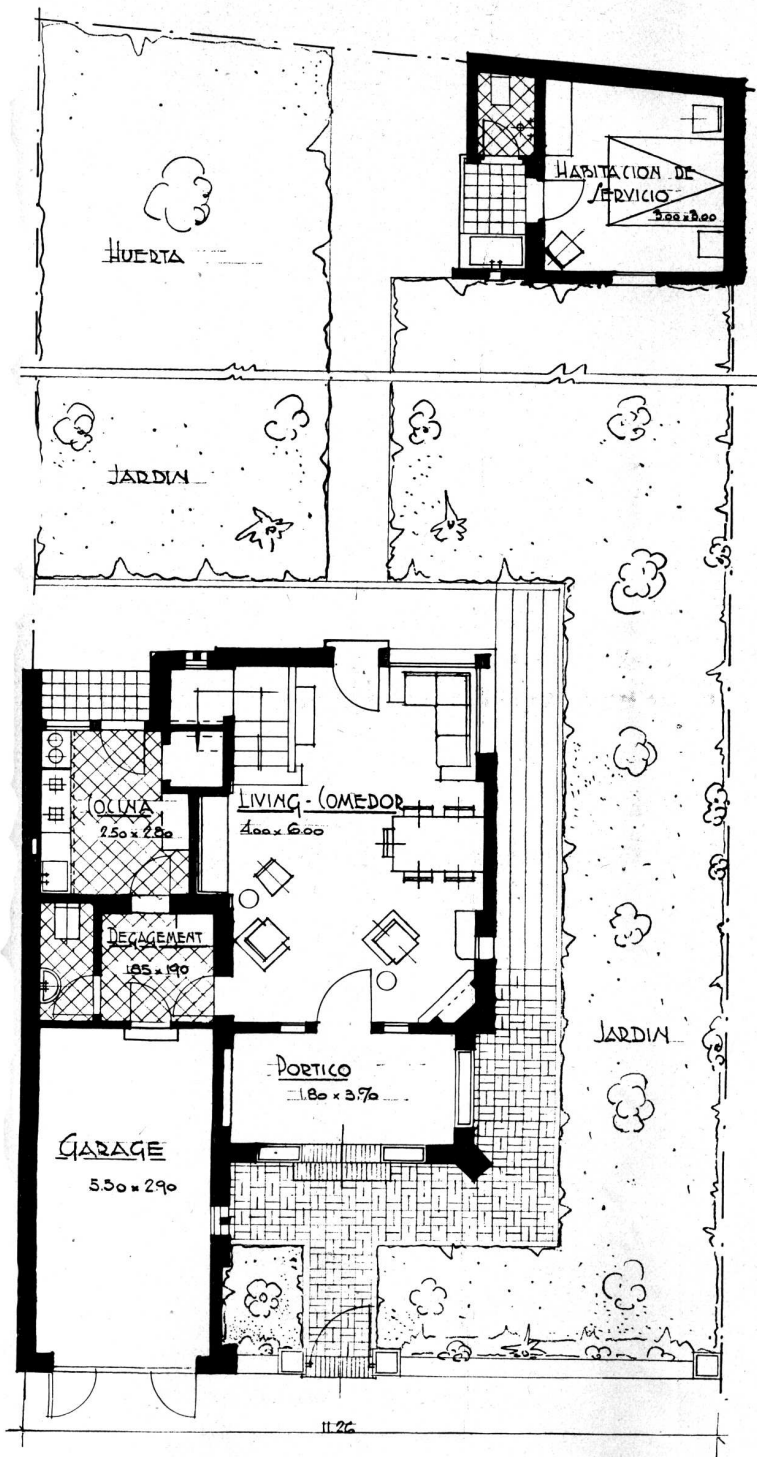 HABITACION DE
SERVICIO
3.00 x 3.00
HUERTA
JARDIN
COCINA
2.50 x 2.80
LIVING - COMEDOR
4.00 x 6.00
DEGAGEMENT
1.85 x 1.90
JARDIN
PORTICO
1.80 x 3.70
GARAGE
5.50 x 2.90
11.26